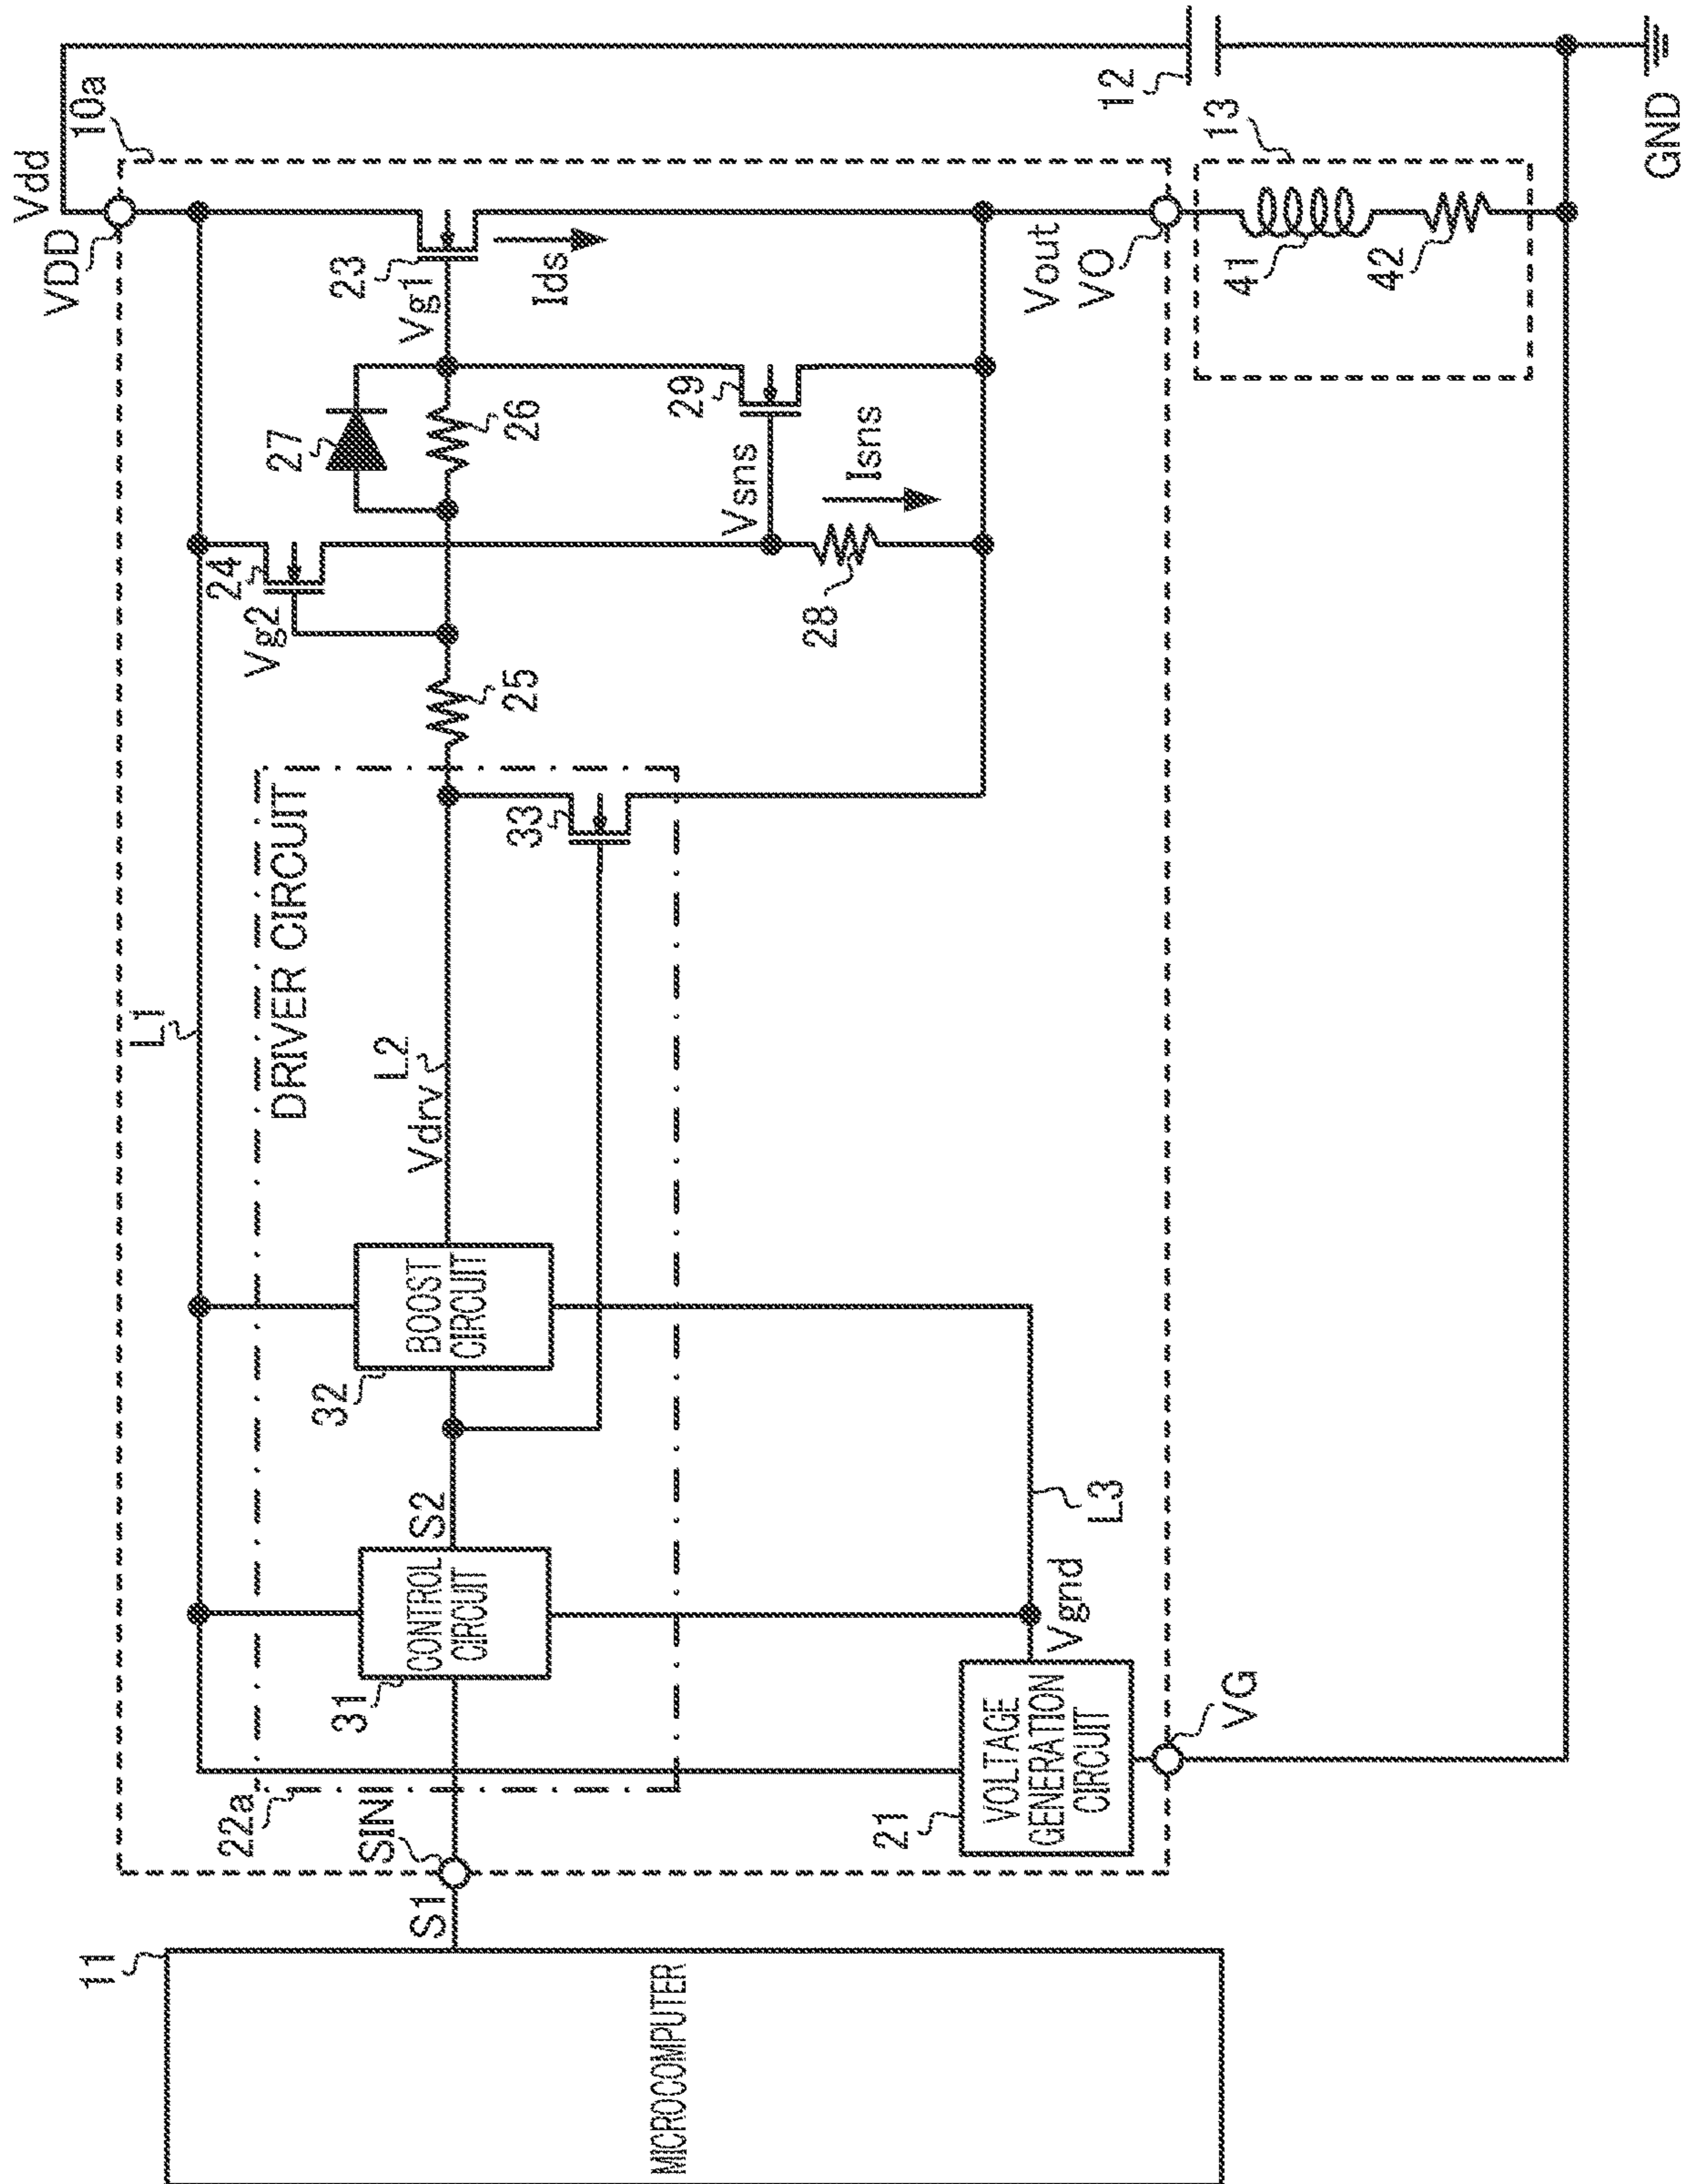 11
MICROCOMPUTER
S1
SIN
22a
31
CONTROL
CIRCUIT
S2
32
BOOST
CIRCUIT
21
VOLTAGE
GENERATION
CIRCUIT
VG
Vgnd
L3
L1
DRIVER CIRCUIT
L2
Vdrv
33
25
Vg2
24
27
26
28
Vsns
Isns
29
Vg1
23
Ids
VDD
Vdd
10a
Vout
VO
41
42
13
12
GND